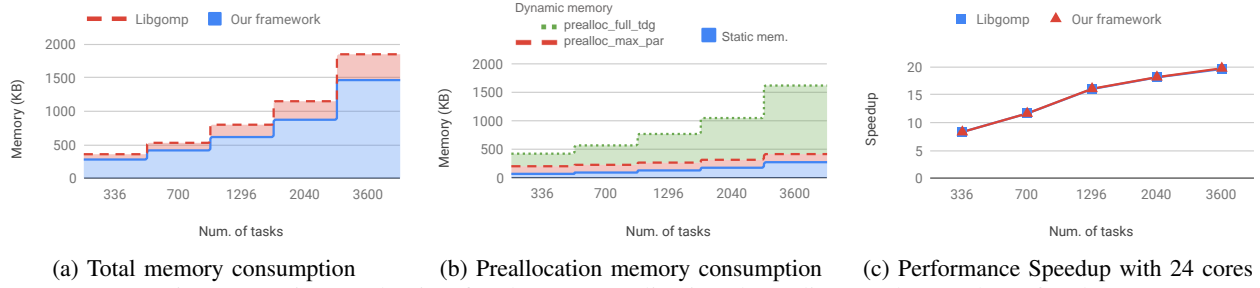 Libgomp
Our framework
2000
1500
1000
500
0
Memory (KB)
336
700
1296
2040
3600
Num. of tasks
(a) Total memory consumption
Dynamic memory
prealloc_full_tdg
prealloc_max_par
Static mem.
2000
1500
1000
500
0
Memory (KB)
336
700
1296
2040
3600
Num. of tasks
(b) Preallocation memory consumption
Libgomp
Our framework
20
15
10
5
0
Speedup
336
700
1296
2040
3600
Num. of tasks
(c) Performance Speedup with 24 cores